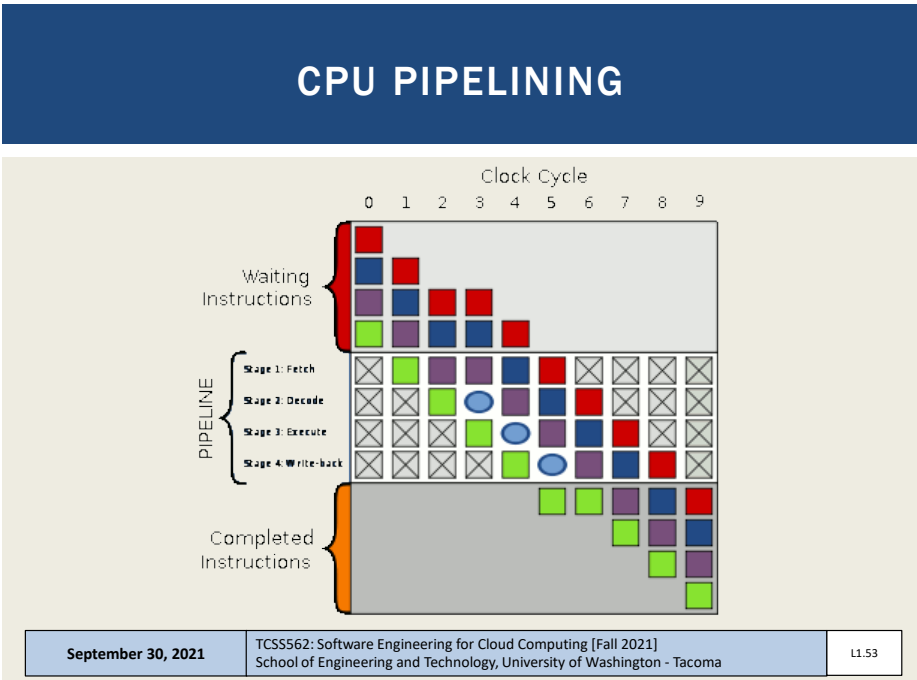 CPU PIPELINING
Clock Cycle
0 1 2 3 4 5 6 7 8 9
Waiting
Instructions
PIPELINE
Stage 1: Fetch
Stage 2: Decode
Stage 3: Execute
Stage 4: Write-back
Completed
Instructions
September 30, 2021
TCSS562: Software Engineering for Cloud Computing [Fall 2021]
School of Engineering and Technology, University of Washington - Tacoma
L1.53